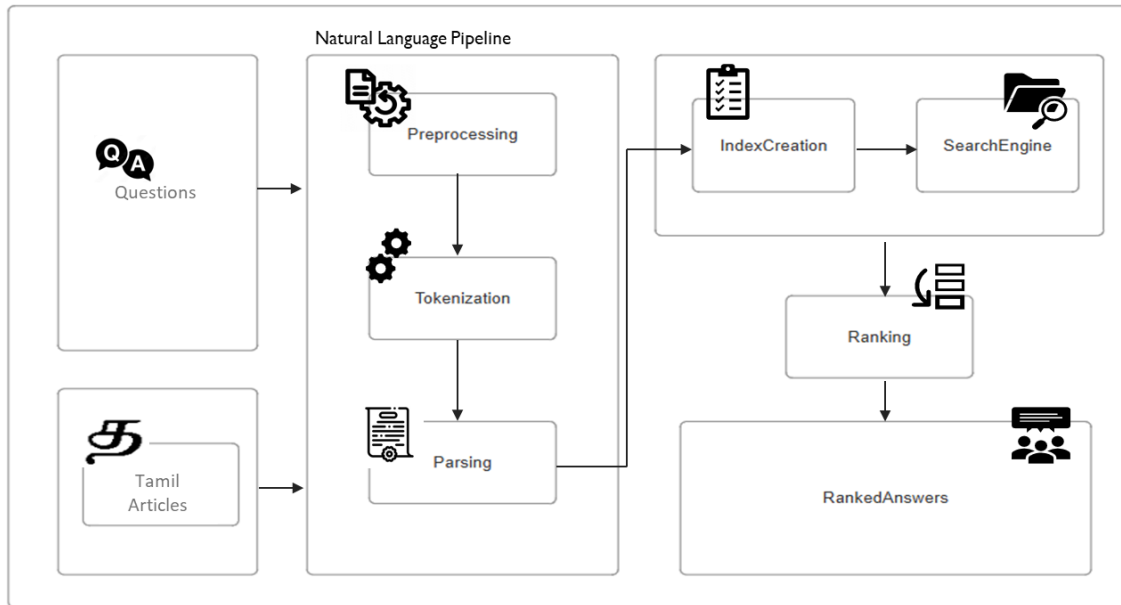 Natural Language Pipeline
Q A
Questions
த
Tamil
Articles
Preprocessing
Tokenization
Parsing
IndexCreation
SearchEngine
Ranking
RankedAnswers